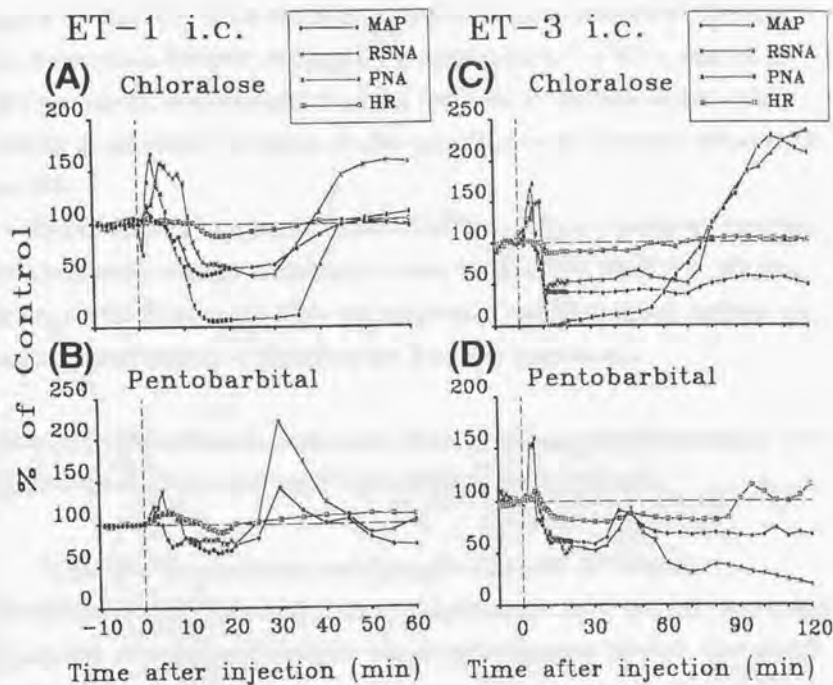 ET-1 i.c.
MAP
RSNA
PNA
HR
ET-3 i.c.
MAP
RSNA
PNA
HR
(A)
Chloralose
(C)
Chloralose
200
150
100
50
0
250
200
150
100
50
0
% of Control
(B)
Pentobarbital
(D)
Pentobarbital
250
200
150
100
50
0
200
150
100
50
0
-10 0 10 20 30 40 50 60
0 30 60 90 120
Time after injection (min)
Time after injection (min)